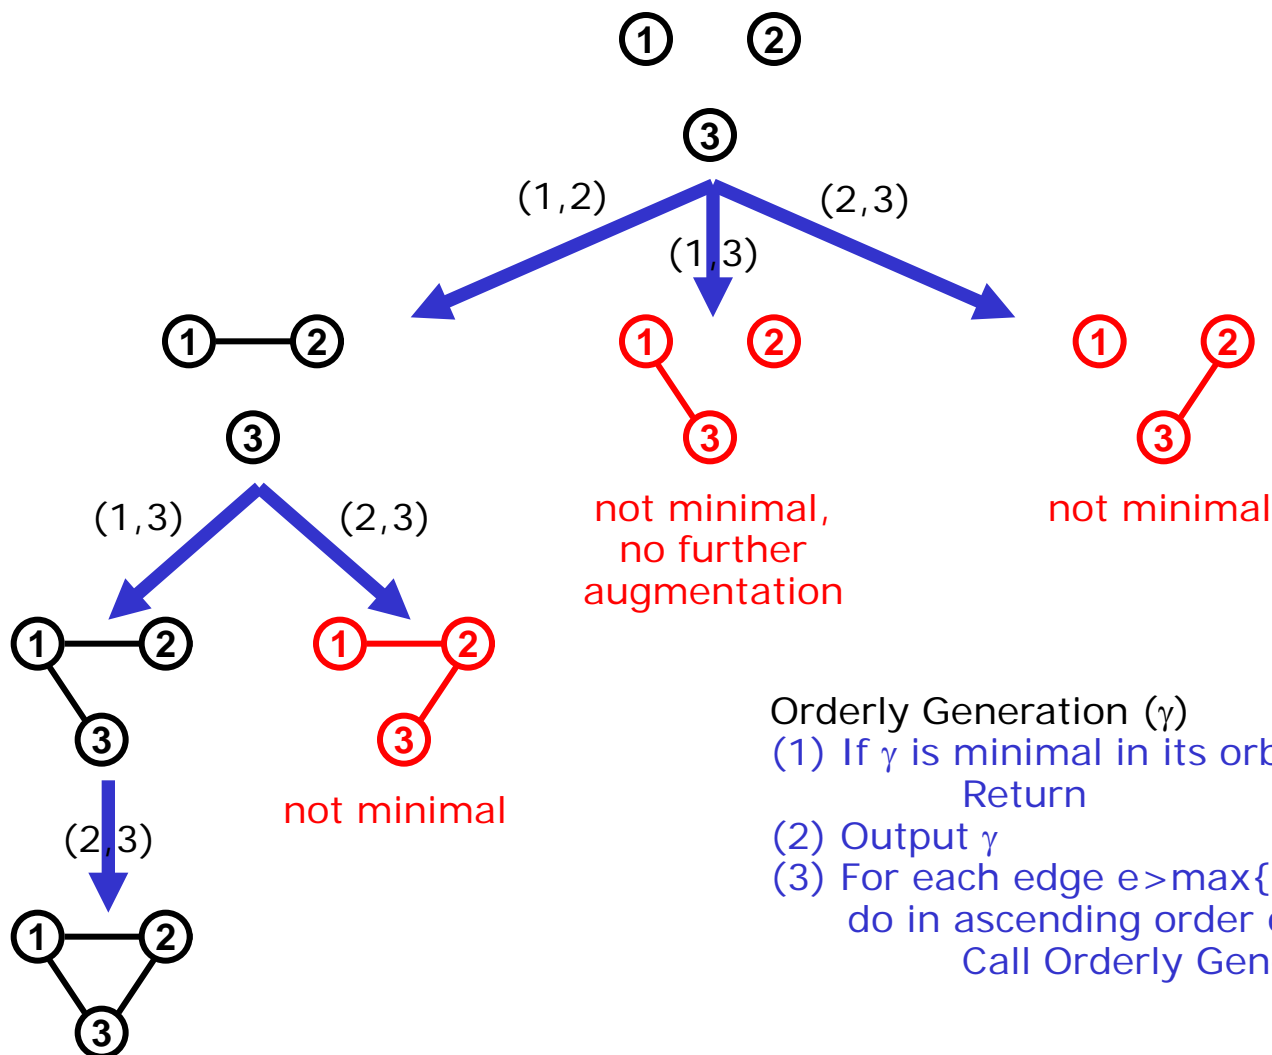 1 2
3
(1,2) (1,3) (2,3)
1 2 1 2 1 2
3 3 3
(1,3) (2,3)
not minimal,
no further
augmentation
not minimal
1 2 1 2
3 3
not minimal
(2,3)
1 2
3
Orderly Generation (γ)
(1) If γ is minimal in its
Return
(2) Output γ
(3) For each edge e>max{
do in ascending order
Call Orderly